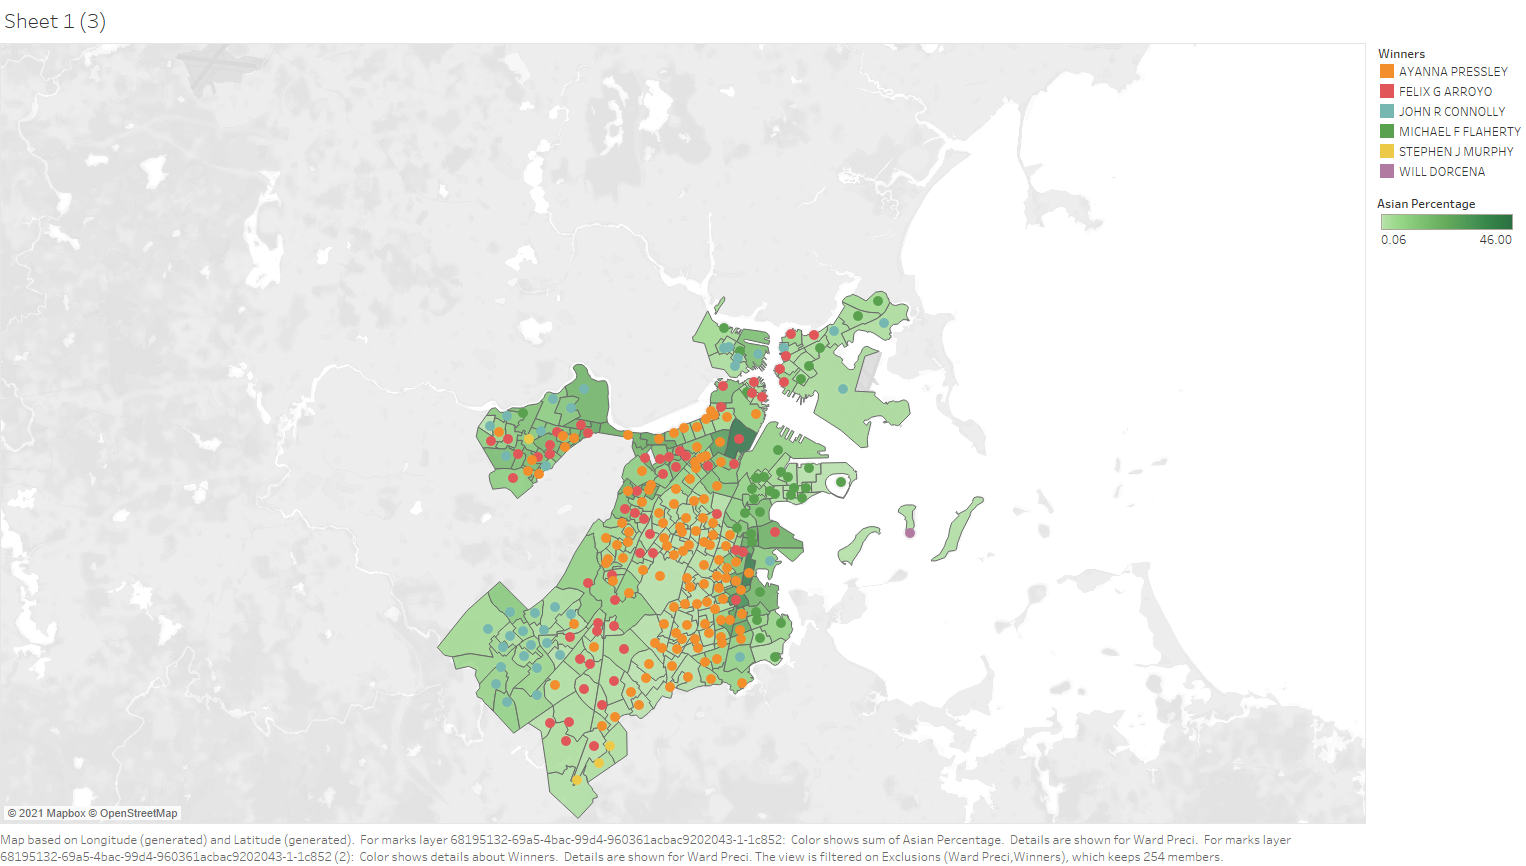 Sheet 1 (3)
Winners
AYANNA PRESSLEY
FELIX G ARROYO
JOHN R CONNOLLY
MICHAEL F FLAHERTY
STEPHEN J MURPHY
WILL DORCENA
Asian Percentage
0.06 46.00
© 2021 Mapbox © OpenStreetMap
Map based on Longitude (generated) and Latitude (generated). For marks layer 68195132-69a5-4bac-99d4-960361acbac9202043-1-1c852: Color shows sum of Asian Percentage. Details are shown for Ward Preci. For marks layer
68195132-69a5-4bac-99d4-960361acbac9202043-1-1c852 (2): Color shows details about Winners. Details are shown for Ward Preci. The view is filtered on Exclusions (Ward Preci,Winners), which keeps 254 members.